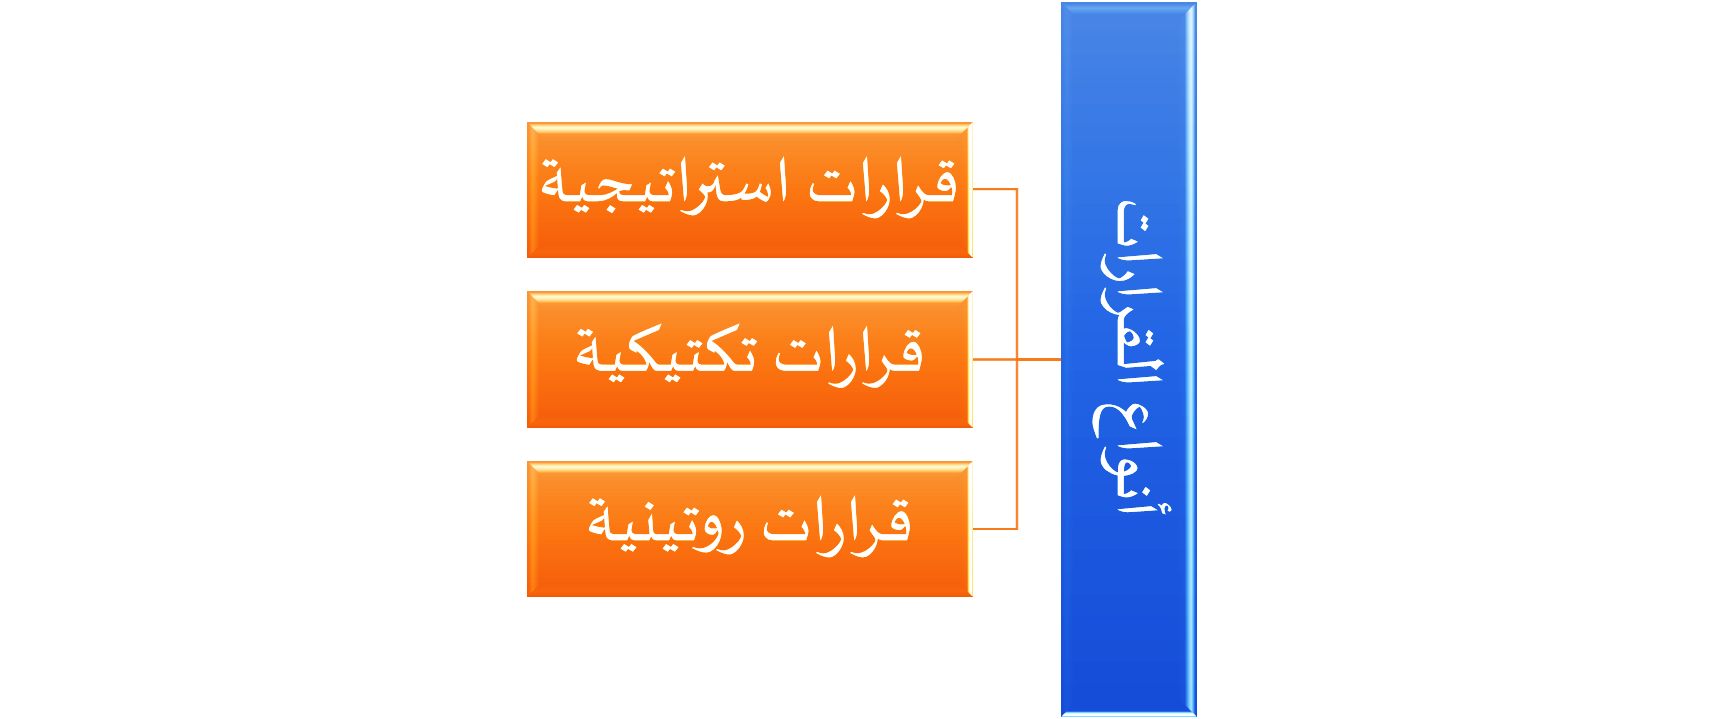 أنواع القرارات
قرارات استراتيجية
قرارات تكتيكية
قرارات روتينية